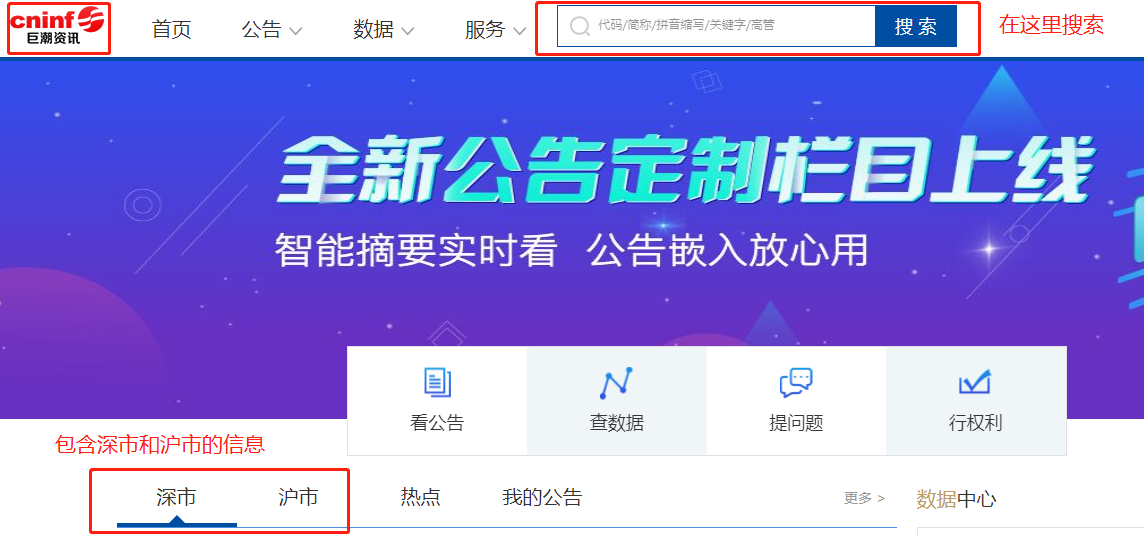 cninf
巨潮资讯
首页 公告 数据 服务 代码/简称/拼音缩写/关键字/高管 搜索 在这里搜索
全新公告定制栏目上线
智能摘要实时看 公告嵌入放心用
看公告 查数据 提问题 行权利
包含深市和沪市的信息
深市 沪市 热点 我的公告 更多 > 数据中心